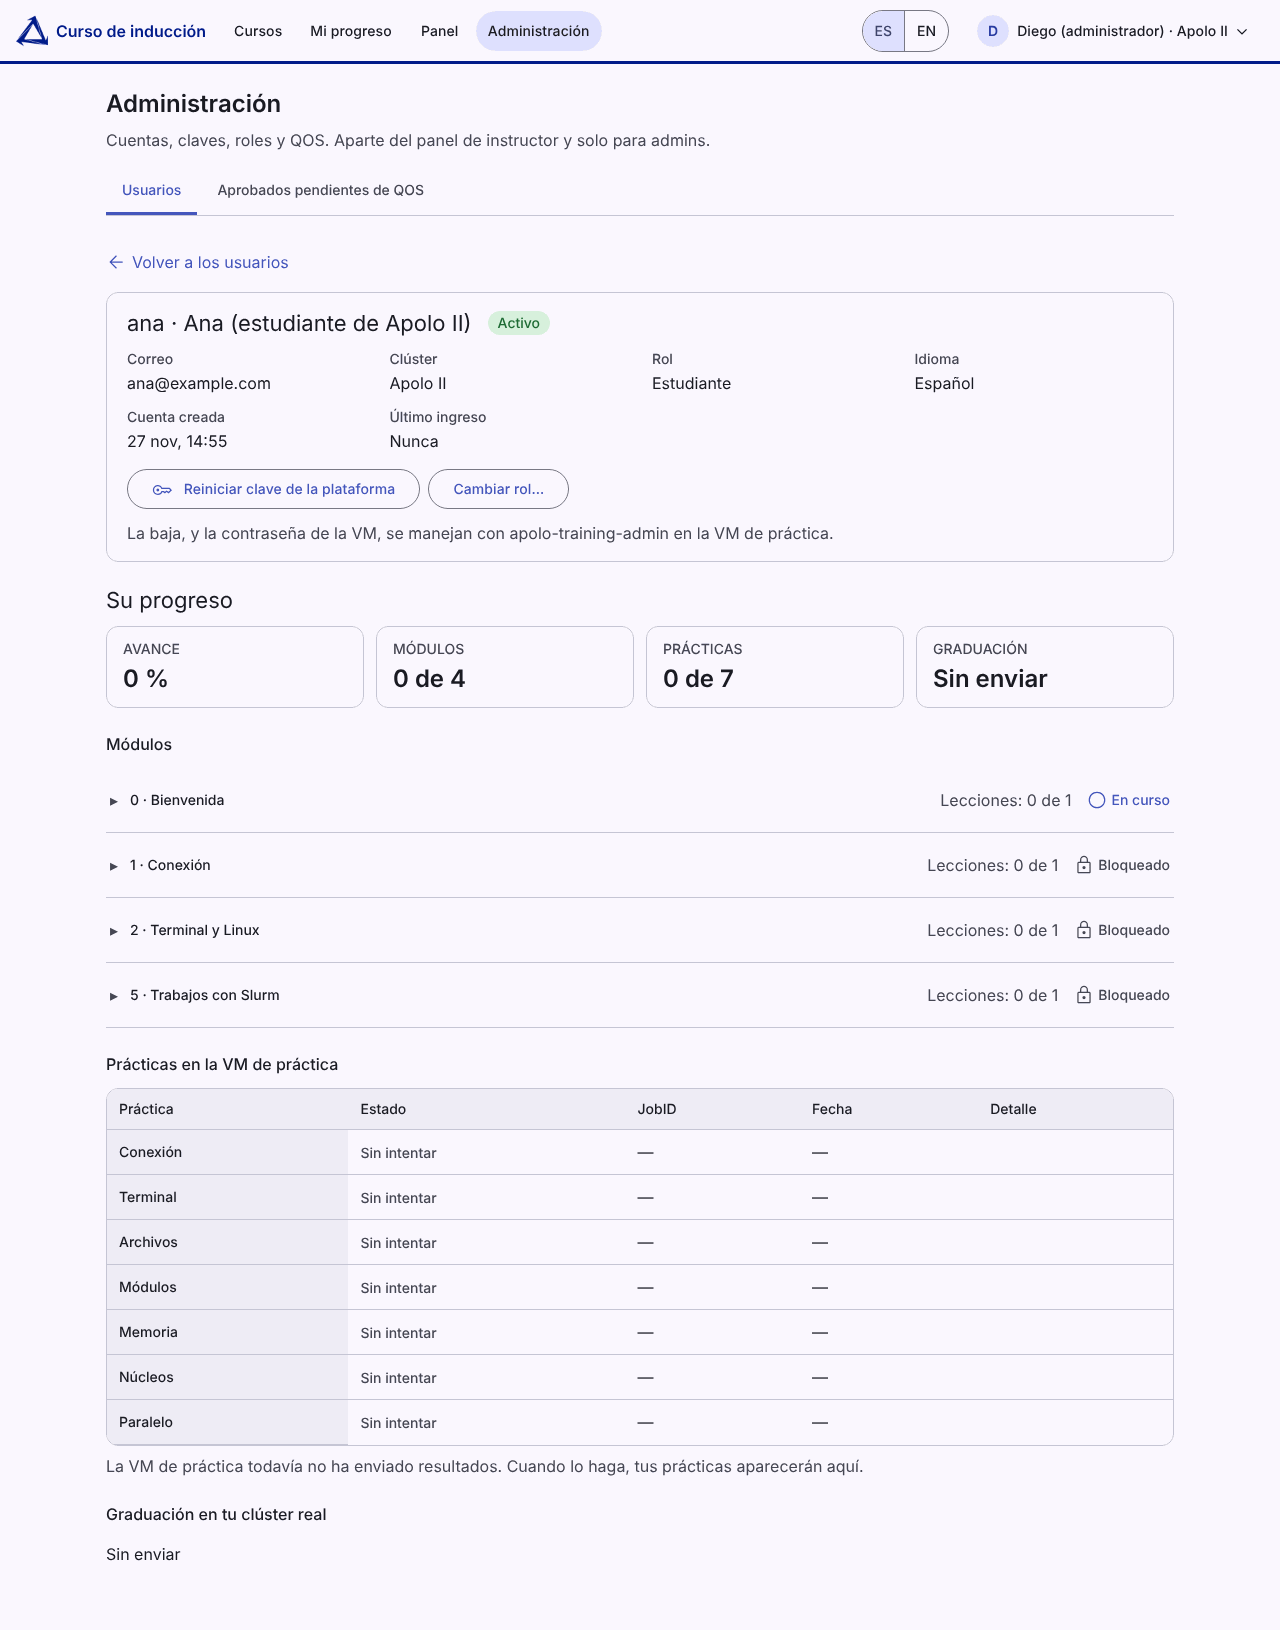 Curso de inducción Cursos Mi progreso Panel Administración ES EN D Diego (administrador) · Apolo II
Administración
Cuentas, claves, roles y QOS. Aparte del panel de instructor y solo para admins.
Usuarios Aprobados pendientes de QOS
Volver a los usuarios
ana · Ana (estudiante de Apolo II) Activo
Correo Clúster Rol Idioma
ana@example.com Apolo II Estudiante Español
Cuenta creada Último ingreso
27 nov, 14:55 Nunca
Reiniciar clave de la plataforma Cambiar rol...
La baja, y la contraseña de la VM, se manejan con apolo-training-admin en la VM de práctica.
Su progreso
AVANCE MÓDULOS PRÁCTICAS GRADUACIÓN
0 % 0 de 4 0 de 7 Sin enviar
Módulos
0 · Bienvenida Lecciones: 0 de 1 En curso
1 · Conexión Lecciones: 0 de 1 Bloqueado
2 · Terminal y Linux Lecciones: 0 de 1 Bloqueado
5 · Trabajos con Slurm Lecciones: 0 de 1 Bloqueado
Prácticas en la VM de práctica
Práctica Estado JobID Fecha Detalle
Conexión Sin intentar — —
Terminal Sin intentar — —
Archivos Sin intentar — —
Módulos Sin intentar — —
Memoria Sin intentar — —
Núcleos Sin intentar — —
Paralelo Sin intentar — —
La VM de práctica todavía no ha enviado resultados. Cuando lo haga, tus prácticas aparecerán aquí.
Graduación en tu clúster real
Sin enviar